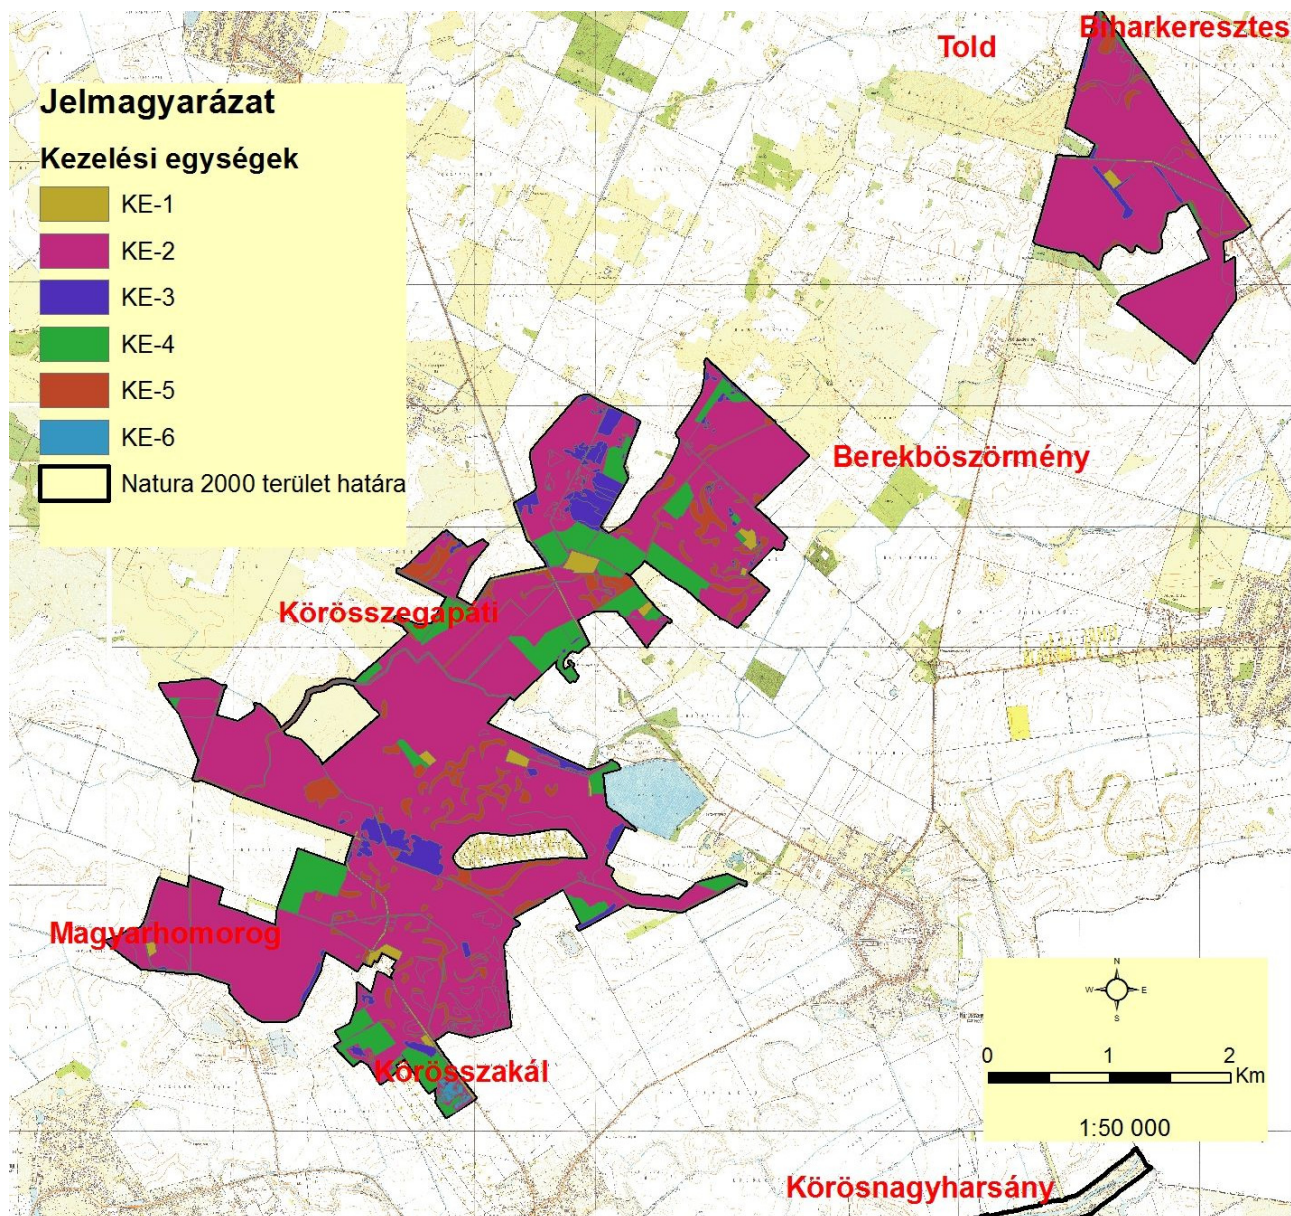 Biharkeresztes
Told
Jelmagyarázat
Kezelési egységek
KE-1
KE-2
KE-3
KE-4
KE-5
KE-6
Natura 2000 terület határa
Berekböszörmény
Körösszegapáti
Magyarhomorog
Körösszakál
N
W E
S
0 1 2
Km
1:50 000
Körösnagyharsány